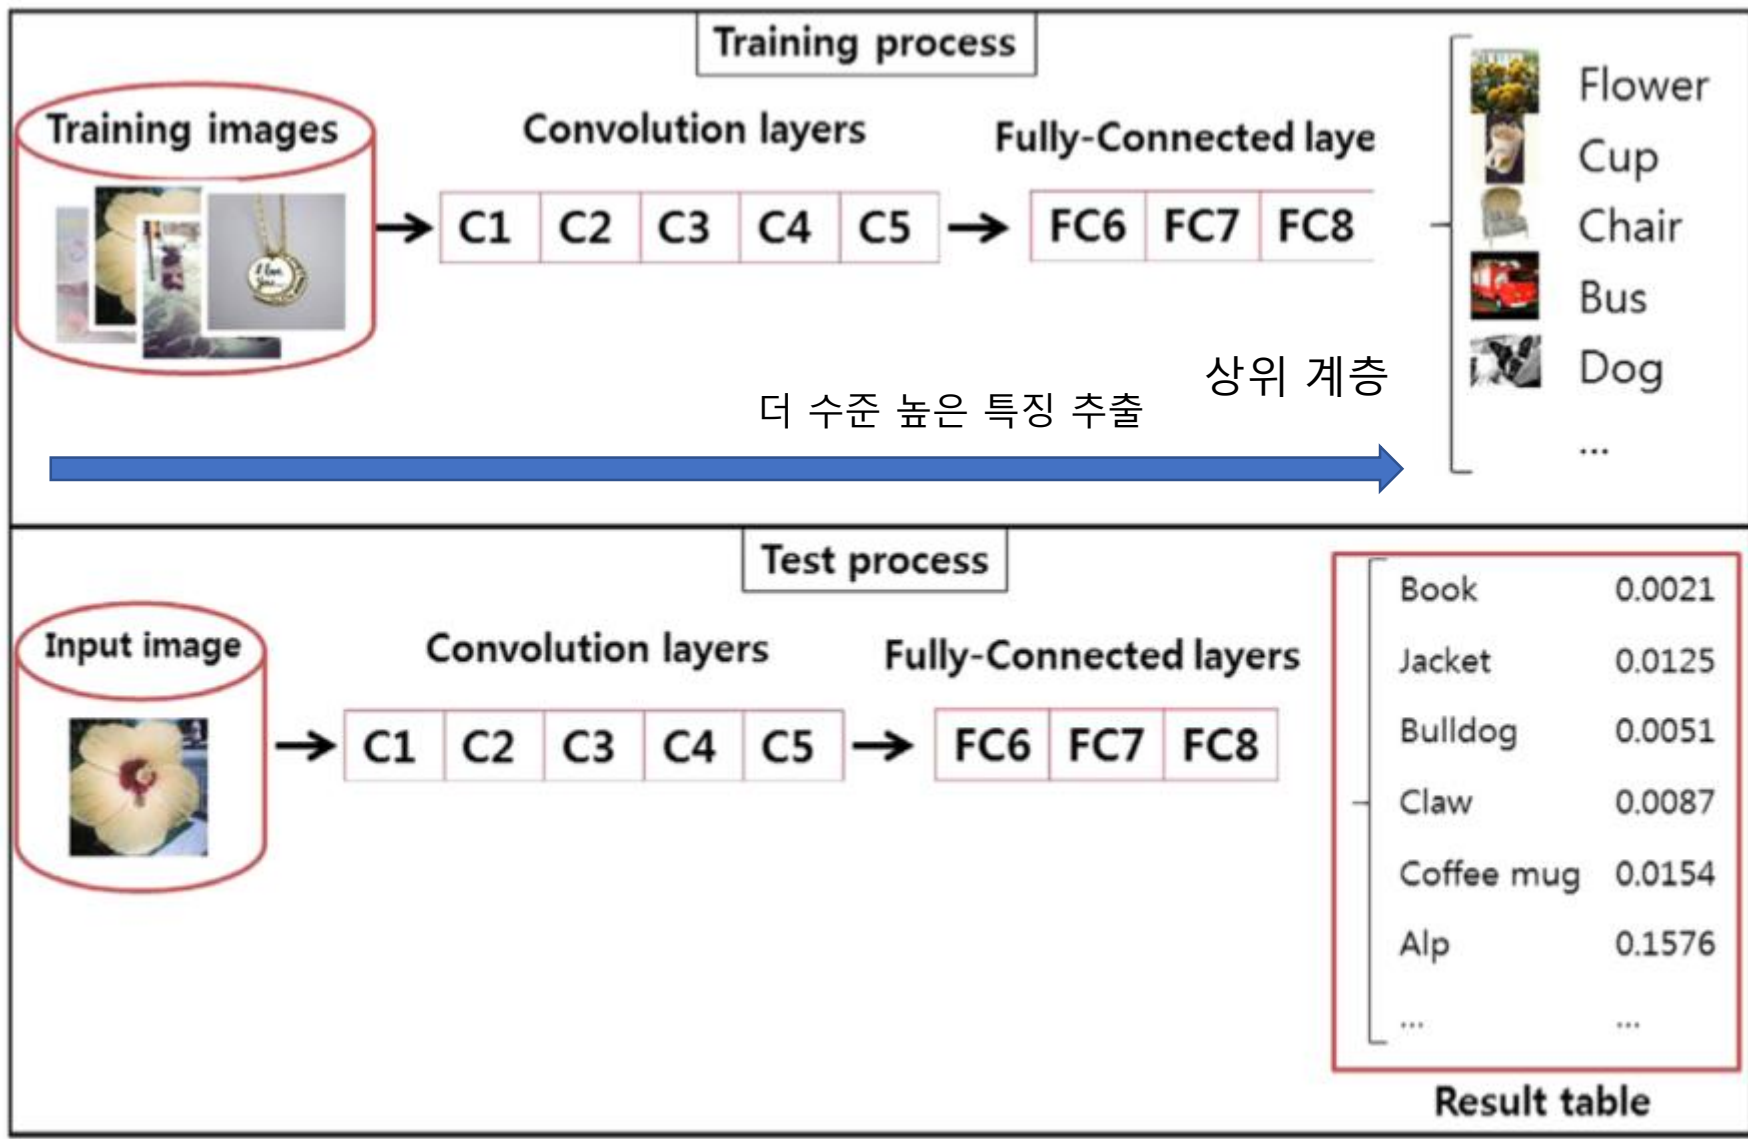 Training process
Training images
Convolution layers
Fully-Connected laye
C1 C2 C3 C4 C5
FC6 FC7 FC8
I love
you...
Flower
Cup
Chair
Bus
Dog
...
상위 계층
더 수준 높은 특징 추출
Test process
Input image
Convolution layers
Fully-Connected layers
C1 C2 C3 C4 C5
FC6 FC7 FC8
Book 0.0021
Jacket 0.0125
Bulldog 0.0051
Claw 0.0087
Coffee mug 0.0154
Alp 0.1576
... ...
Result table